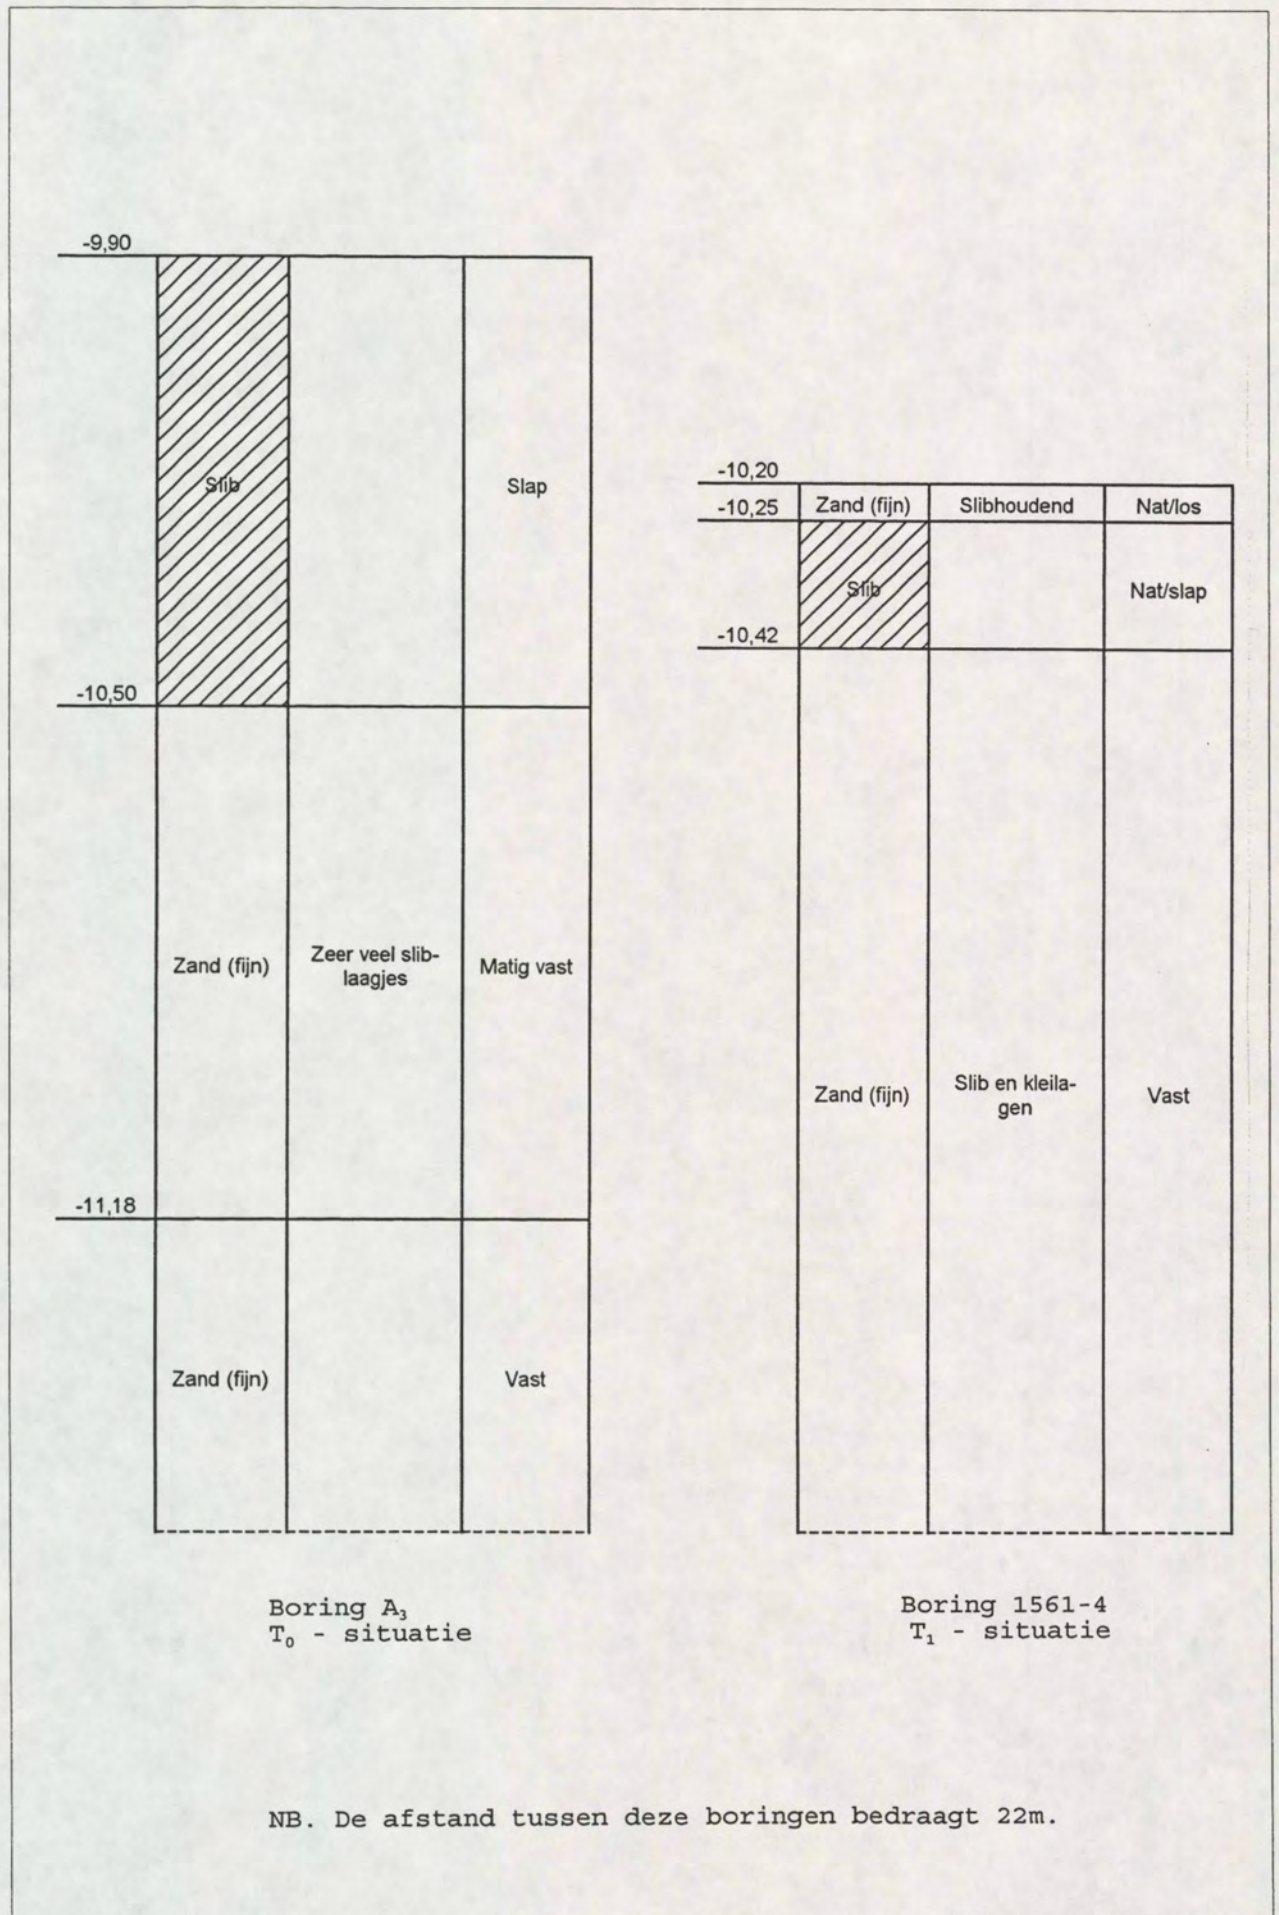 -9,90
Slib
Slap
-10,50
Zand (fijn)
Zeer veel slib-
laagjes
Matig vast
-11,18
Zand (fijn)
Vast
Boring A₃
T₀ - situatie
-10,20
-10,25
Zand (fijn)
Slibhoudend
Nat/los
Slib
Nat/slap
-10,42
Zand (fijn)
Slib en kleila-
gen
Vast
Boring 1561-4
T₁ - situatie
NB. De afstand tussen deze boringen bedraagt 22m.